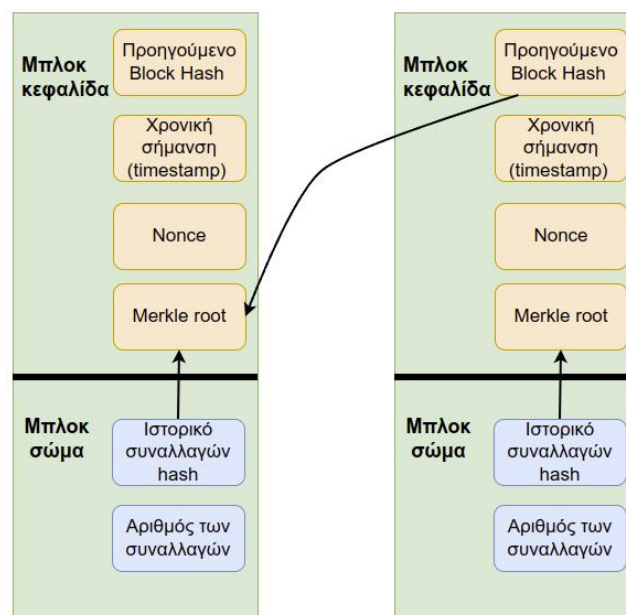 Μπλοκ
κεφαλίδα
Προηγούμενο
Block Hash
Χρονική
σήμανση
(timestamp)
Nonce
Merkle root
Μπλοκ
σώμα
Ιστορικό
συναλλαγών
hash
Αριθμός των
συναλλαγών
Μπλοκ
κεφαλίδα
Προηγούμενο
Block Hash
Χρονική
σήμανση
(timestamp)
Nonce
Merkle root
Μπλοκ
σώμα
Ιστορικό
συναλλαγών
hash
Αριθμός των
συναλλαγών